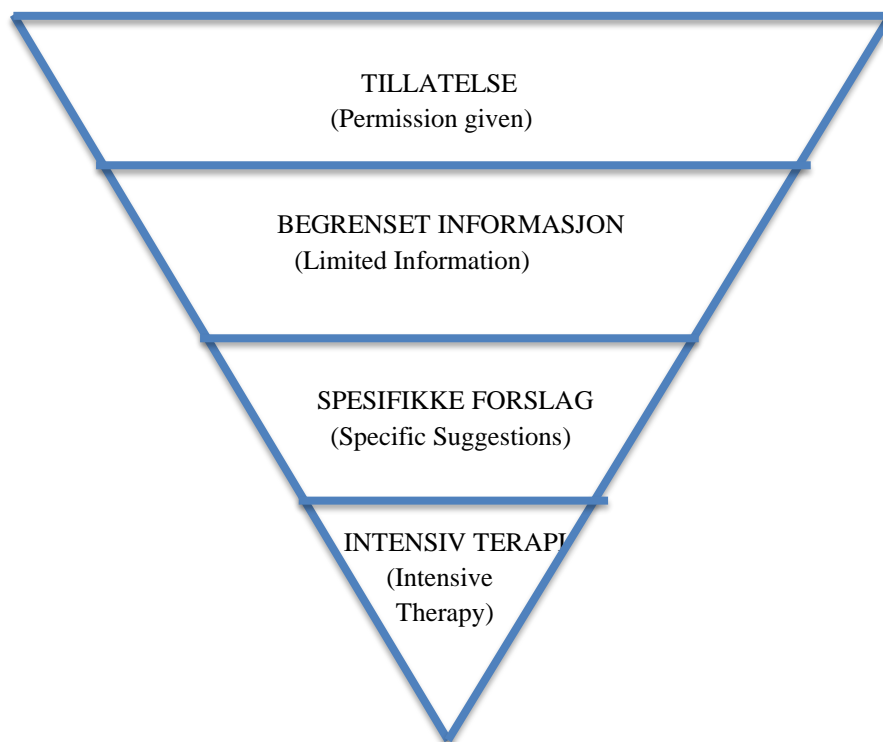 TILLATELSE
(Permission given)
BEGRENSET INFORMASJON
(Limited Information)
SPESIFIKKE FORSLAG
(Specific Suggestions)
INTENSIV TERAPI
(Intensive
Therapy)